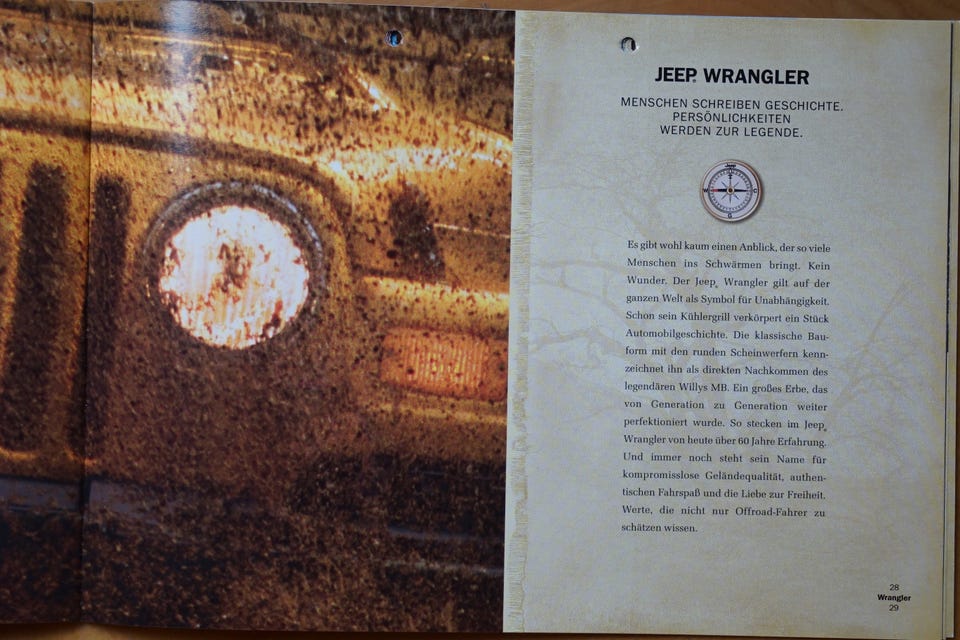 JEEP® WRANGLER
MENSCHEN SCHREIBEN GESCHICHTE.
PERSÖNLICHKEITEN
WERDEN ZUR LEGENDE.
Jeep
Es gibt wohl kaum einen Anblick, der so viele
Menschen ins Schwärmen bringt. Kein
Wunder. Der Jeep® Wrangler gilt auf der
ganzen Welt als Symbol für Unabhängigkeit.
Schon sein Kühlergrill verkörpert ein Stück
Automobilgeschichte. Die klassische Bau-
form mit den runden Scheinwerfern kenn-
zeichnet ihn als direkten Nachkommen des
legendären Willys MB. Ein großes Erbe, das
von Generation zu Generation weiter
perfektioniert wurde. So stecken im Jeep®
Wrangler von heute über 60 Jahre Erfahrung.
Und immer noch steht sein Name für
kompromisslose Geländequalität, authen-
tischen Fahrspaß und die Liebe zur Freiheit.
Werte, die nicht nur Offroad-Fahrer zu
schätzen wissen.
28
Wrangler
29